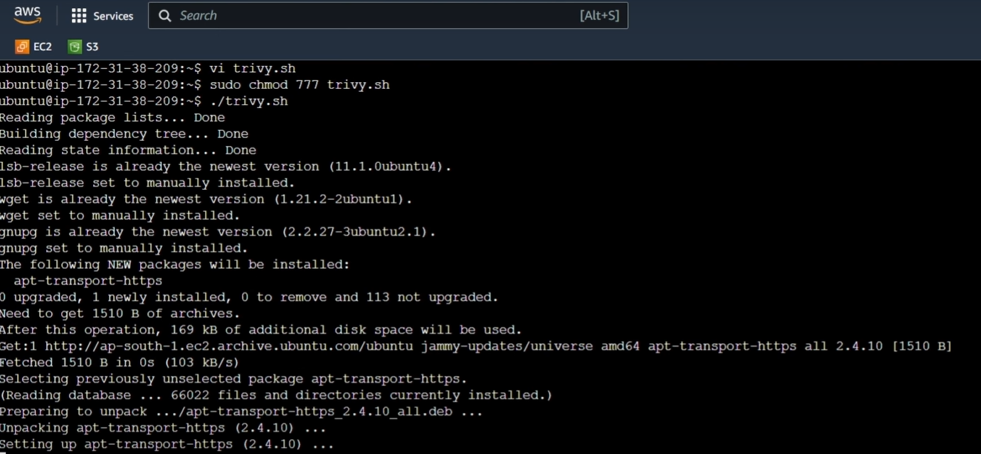 aws
Services
Search
[Alt+S]
EC2
S3
ubuntu@ip-172-31-38-209:~$ vi trivy.sh
ubuntu@ip-172-31-38-209:~$ sudo chmod 777 trivy.sh
ubuntu@ip-172-31-38-209:~$ ./trivy.sh
Reading package lists... Done
Building dependency tree... Done
Reading state information... Done
lsb-release is already the newest version (11.1.0ubuntu4).
lsb-release set to manually installed.
wget is already the newest version (1.21.2-2ubuntu1).
wget set to manually installed.
gnupg is already the newest version (2.2.27-3ubuntu2.1).
gnupg set to manually installed.
The following NEW packages will be installed:
apt-transport-https
0 upgraded, 1 newly installed, 0 to remove and 113 not upgraded.
Need to get 1510 B of archives.
After this operation, 169 kB of additional disk space will be used.
Get:1 http://ap-south-1.ec2.archive.ubuntu.com/ubuntu jammy-updates/universe amd64 apt-transport-https all 2.4.10 [1510 B]
Fetched 1510 B in 0s (103 kB/s)
Selecting previously unselected package apt-transport-https.
(Reading database ... 66022 files and directories currently installed.)
Preparing to unpack .../apt-transport-https_2.4.10_all.deb ...
Unpacking apt-transport-https (2.4.10) ...
Setting up apt-transport-https (2.4.10) ...